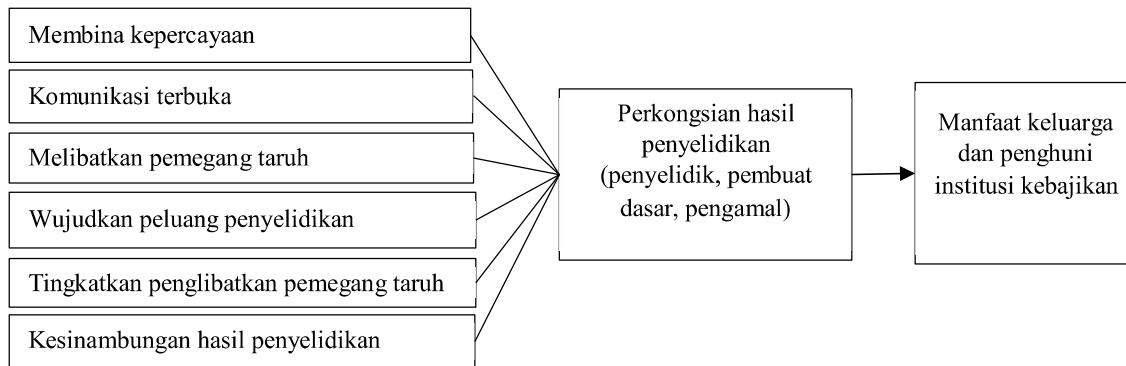 Membina kepercayaan
Komunikasi terbuka
Melibatkan pemegang taruh
Wujudkan peluang penyelidikan
Tingkatkan penglibatan pemegang taruh
Kesinambungan hasil penyelidikan
Perkongsian hasil
penyelidikan
(penyelidik, pembuat
dasar, pengamal)
Manfaat keluarga
dan penghuni
institusi kebajikan